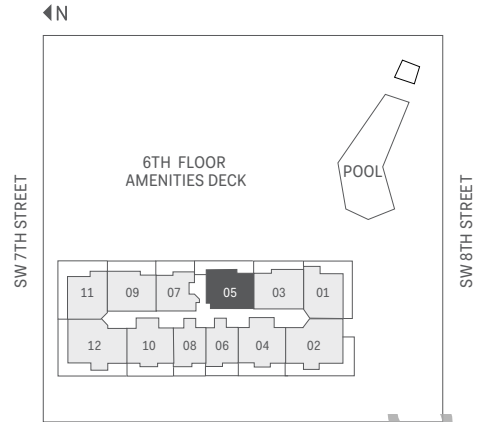 N
6TH FLOOR
AMENITIES DECK
POOL
SW 7TH STREET
SW 8TH STREET
11 09 07 05 03 01
12 10 08 06 04 02